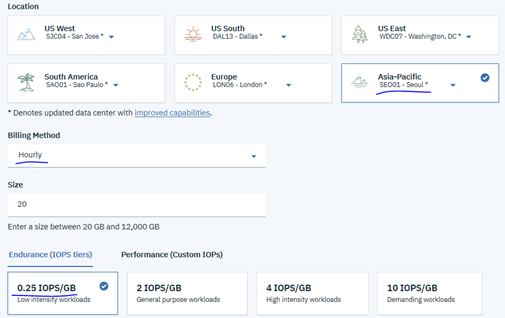 Location
US West
SJC04 - San Jose *
US South
DAL13 - Dallas *
US East
WDC07 - Washington, DC *
South America
SAO01 - Sao Paulo *
Europe
LON06 - London *
Asia-Pacific
SEO01 - Seoul *
* Denotes updated data center with improved capabilities.
Billing Method
Hourly
Size
20
Enter a size between 20 GB and 12,000 GB
Endurance (IOPS tiers)
Performance (Custom IOPs)
0.25 IOPS/GB
Low intensity workloads
2 IOPS/GB
General purpose workloads
4 IOPS/GB
High intensity workloads
10 IOPS/GB
Demanding workloads